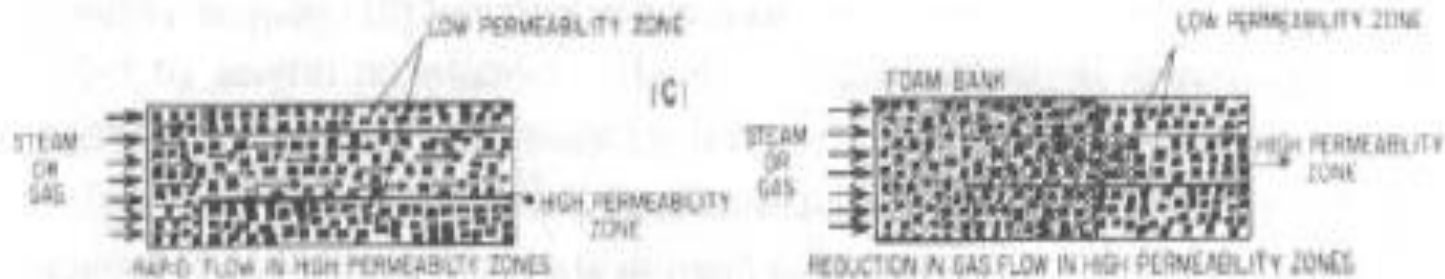 LOW PERMEABILITY ZONE
STEAM
OR
GAS
HIGH PERMEABILITY
ZONE
RAPID FLOW IN HIGH PERMEABILTY ZONES
(C)
LOW PERMEABILITY ZONE
FOAM BANK
STEAM
OR
GAS
HIGH PERMEABILITY
ZONE
REDUCTION IN GAS FLOW IN HIGH PERMEABILITY ZONES